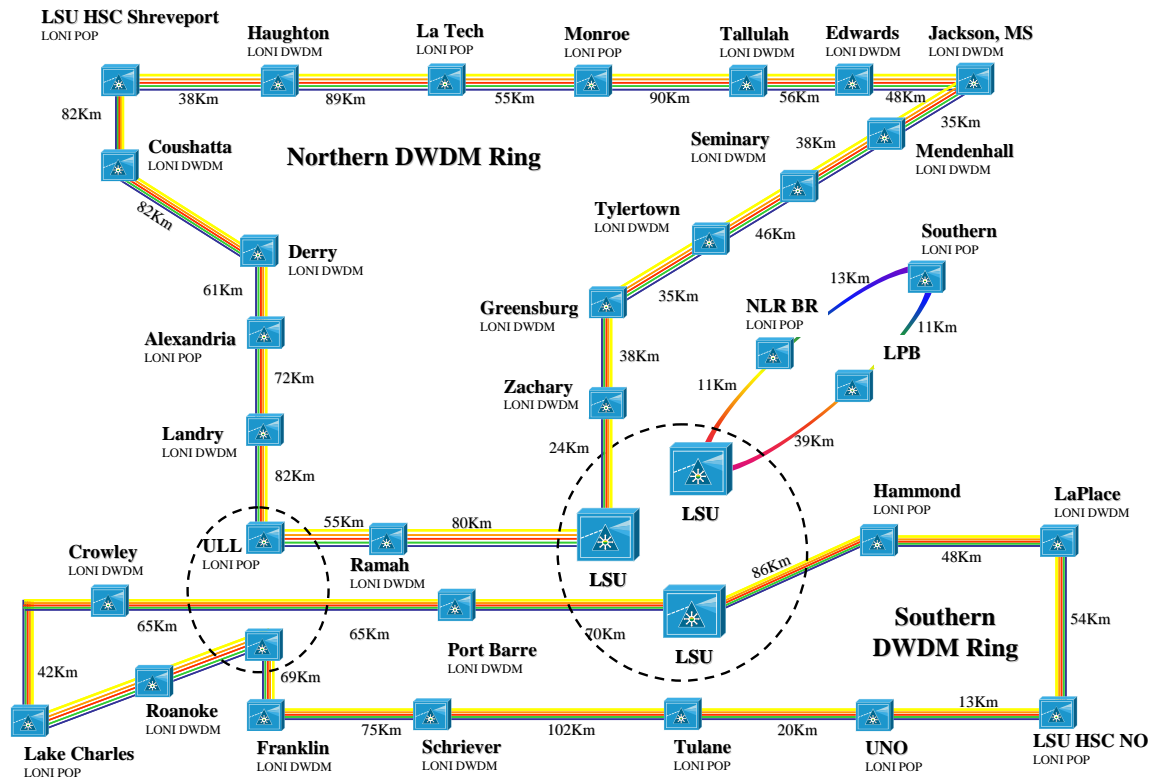 LSU HSC Shreveport
LONI POP
Haughton
LONI DWDM
La Tech
LONI POP
Monroe
LONI POP
Tallulah
LONI DWDM
Edwards
LONI DWDM
Jackson, MS
LONI DWDM
38Km
89Km
55Km
90Km
56Km
48Km
82Km
35Km
Coushatta
LONI DWDM
Northern DWDM Ring
Seminary
LONI DWDM
38Km
Mendenhall
LONI DWDM
82Km
Tylertown
LONI DWDM
46Km
Derry
LONI DWDM
Southern
LONI POP
61Km
35Km
13Km
Greensburg
LONI DWDM
NLR BR
LONI POP
11Km
Alexandria
LONI POP
38Km
LPB
72Km
Zachary
LONI DWDM
11Km
Landry
LONI DWDM
24Km
39Km
82Km
LSU
Hammond
LONI POP
LaPlace
LONI DWDM
ULL
LONI POP
55Km
80Km
Ramah
LONI DWDM
LSU
86Km
48Km
Crowley
LONI DWDM
65Km
65Km
70Km
Port Barre
LONI DWDM
LSU
Southern
DWDM Ring
54Km
42Km
69Km
Roanoke
LONI DWDM
75Km
102Km
20Km
13Km
Lake Charles
LONI POP
Franklin
LONI DWDM
Schriever
LONI DWDM
Tulane
LONI POP
UNO
LONI POP
LSU HSC NO
LONI POP